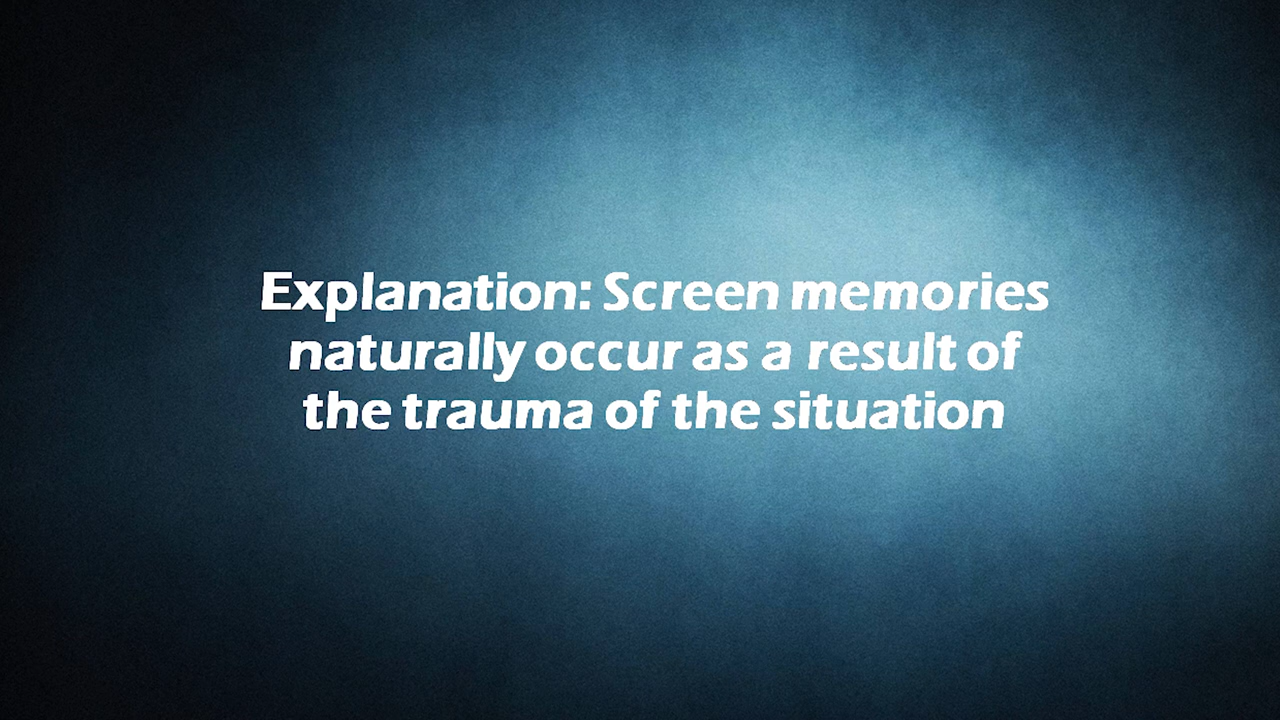 Explanation: Screen memories
naturally occur as a result of
the trauma of the situation